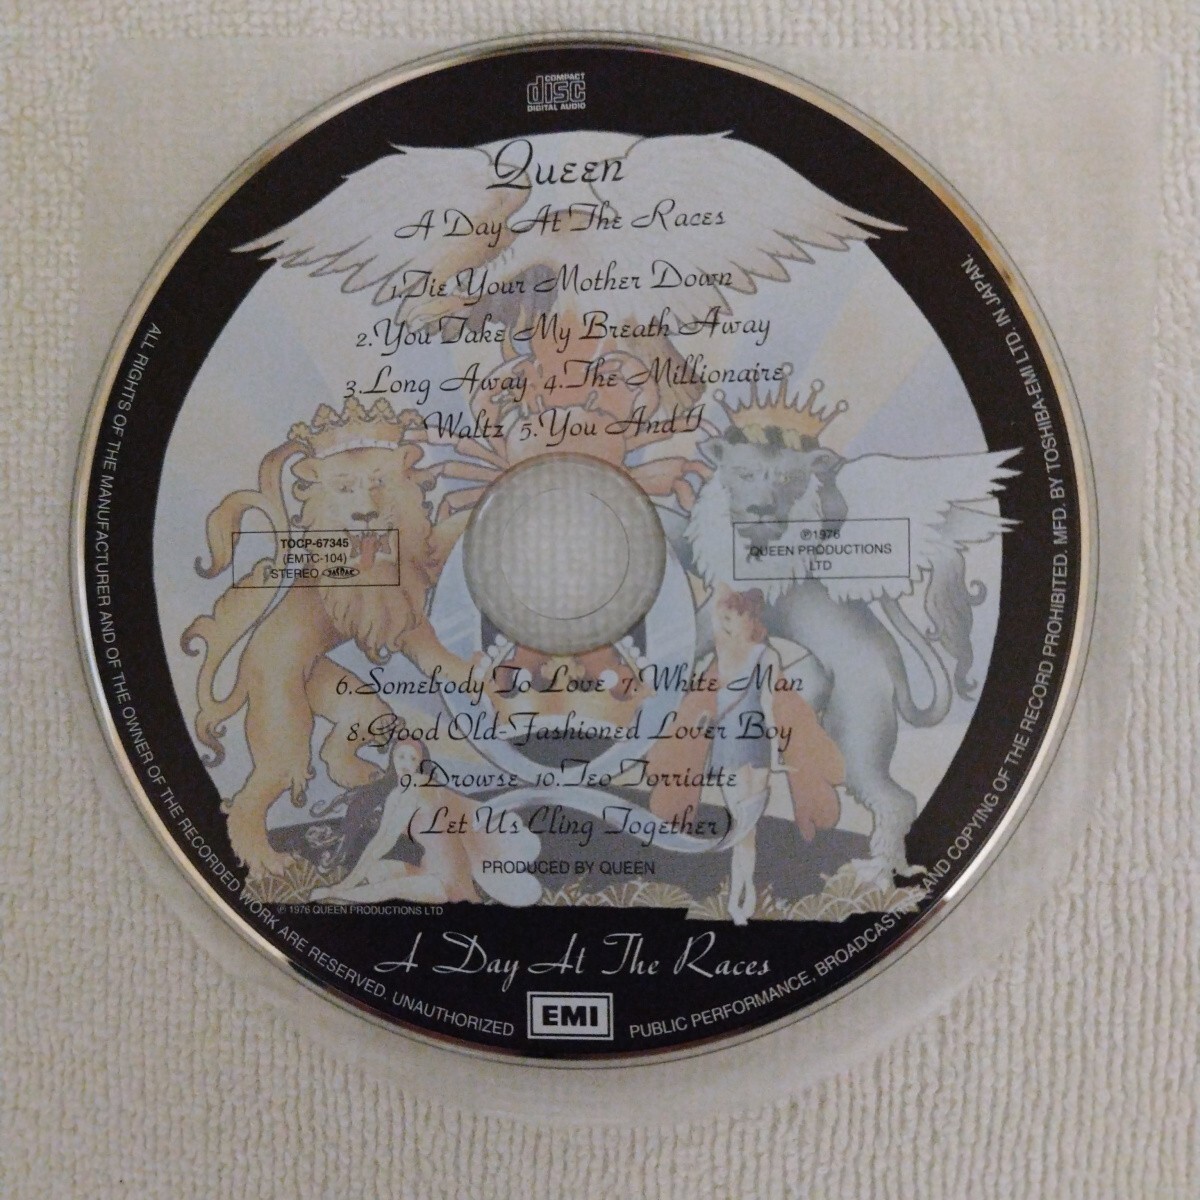 COMPACT
disc
DIGITAL AUDIO
Queen
A Day At The Races
1.Tie Your Mother Down
2.You Take My Breath Away
3.Long Away 4.The Millionaire
Waltz 5.You And I
TOCP-67345
(EMTC-104)
STEREO JASRAC
℗1976
QUEEN PRODUCTIONS
LTD
6.Somebody To Love 7.White Man
8.Good Old-Fashioned Lover Boy
9.Drowse 10.Teo Torriatte
(Let Us Cling Together)
PRODUCED BY QUEEN
℗ 1976 QUEEN PRODUCTIONS LTD
A Day At The Races
EMI
ALL RIGHTS OF THE MANUFACTURER AND OF THE OWNER OF THE RECORDED WORK ARE RESERVED. UNAUTHORIZED PUBLIC PERFORMANCE, BROADCASTING AND COPYING OF THE RECORD PROHIBITED. MFD. BY TOSHIBA-EMI LTD. IN JAPAN.